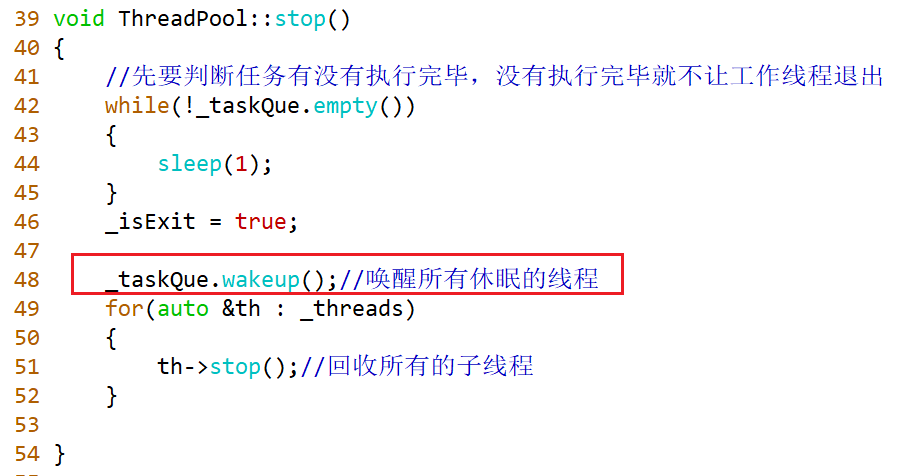 39 void ThreadPool::stop()
40 {
41     //先要判断任务有没有执行完毕，没有执行完毕就不让工作线程退出
42     while(!_taskQue.empty())
43     {
44         sleep(1);
45     }
46     _isExit = true;
47
48     _taskQue.wakeup();//唤醒所有休眠的线程
49     for(auto &th : _threads)
50     {
51         th->stop();//回收所有的子线程
52     }
53
54 }